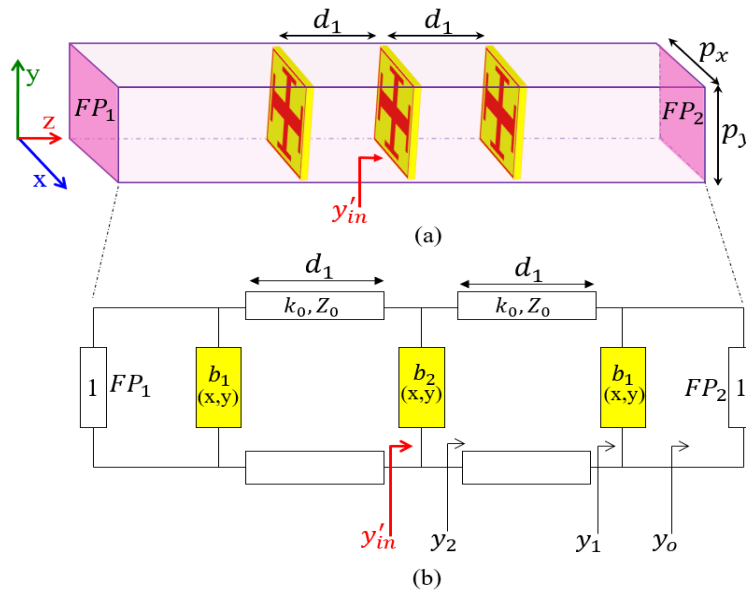 d₁ d₁
pₓ
y
FP₁
FP₂
z
p_y
x
y′ᵢₙ
(a)
d₁ d₁
k₀, Z₀ k₀, Z₀
1 FP₁ b₁ (x,y) b₂ (x,y) b₁ (x,y) FP₂ 1
y′ᵢₙ y₂ y₁ yₒ
(b)